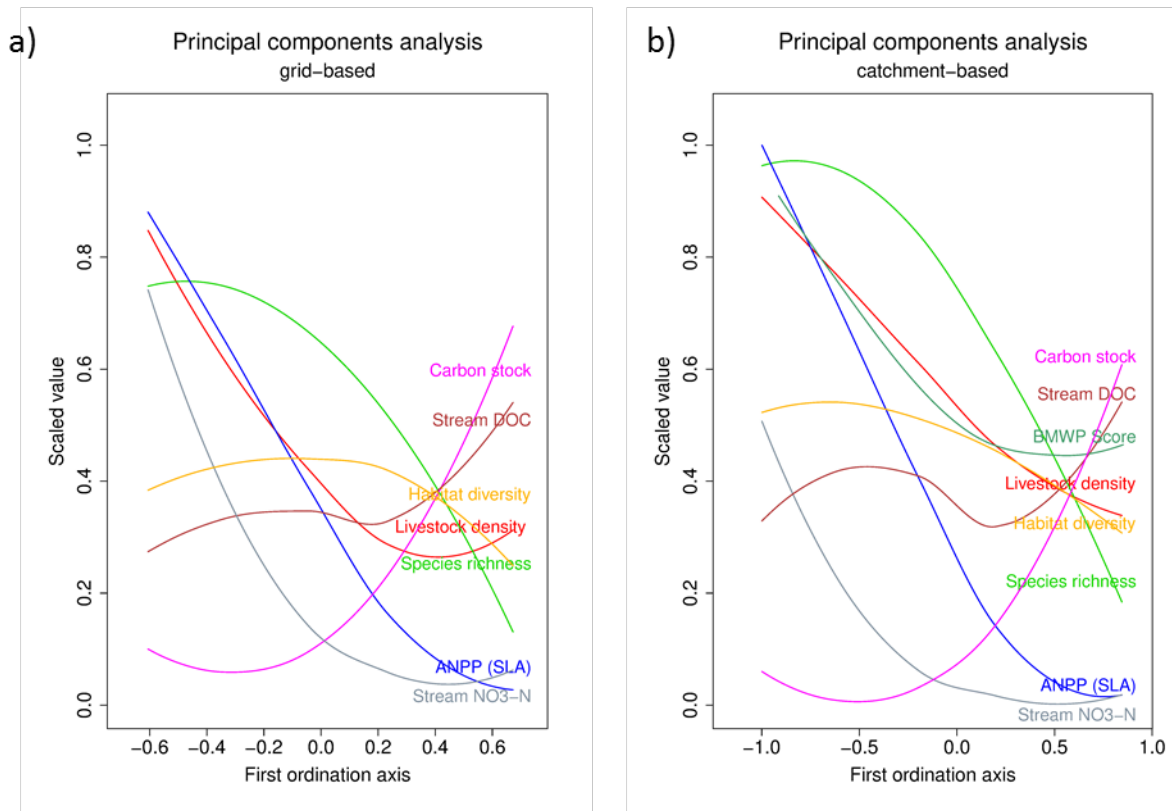 a)
Principal components analysis
grid−based
Scaled value
1.0
0.8
0.6
0.4
0.2
0.0
Carbon stock
Stream DOC
Habitat diversity
Livestock density
Species richness
ANPP (SLA)
Stream NO3−N
−0.6 −0.4 −0.2 0.0 0.2 0.4 0.6
First ordination axis
b)
Principal components analysis
catchment−based
Scaled value
1.0
0.8
0.6
0.4
0.2
0.0
Carbon stock
Stream DOC
BMWP Score
Livestock density
Habitat diversity
Species richness
ANPP (SLA)
Stream NO3−N
−1.0 −0.5 0.0 0.5 1.0
First ordination axis